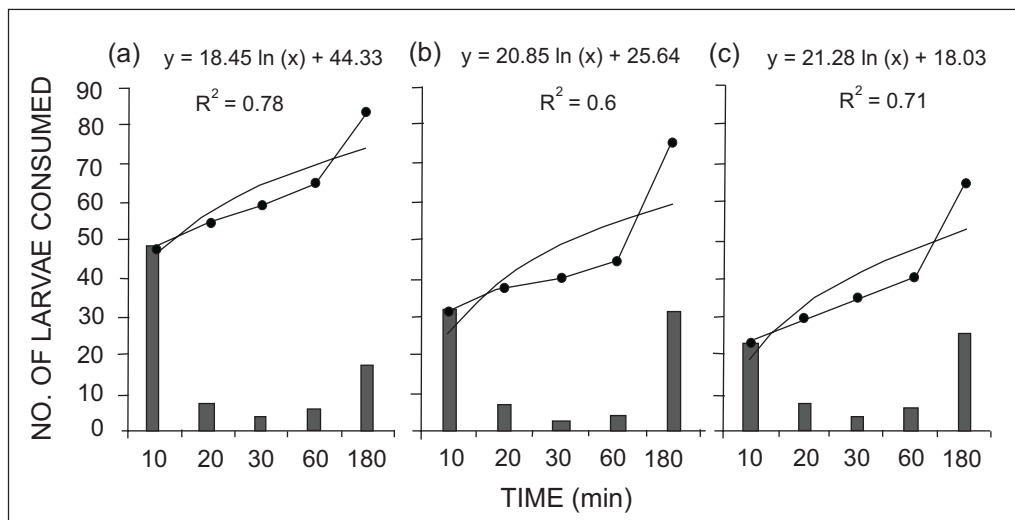 (a) y = 18.45 ln (x) + 44.33
R² = 0.78
(b) y = 20.85 ln (x) + 25.64
R² = 0.6
(c) y = 21.28 ln (x) + 18.03
R² = 0.71
NO. OF LARVAE CONSUMED
90
80
70
60
50
40
30
20
10
0
10 20 30 60 180
10 20 30 60 180
10 20 30 60 180
TIME (min)